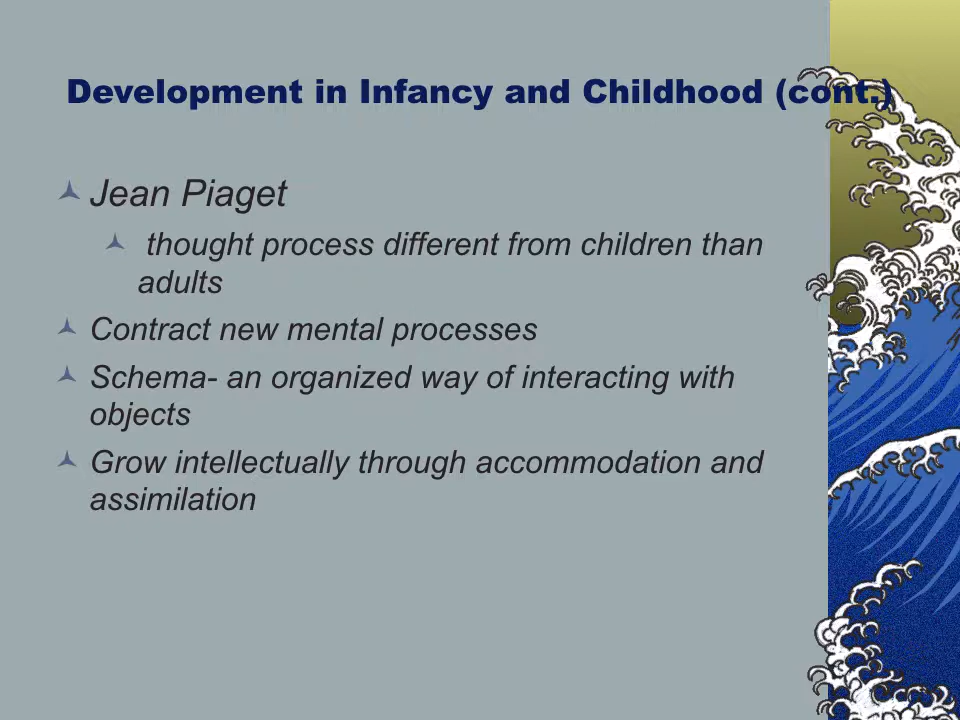 Development in Infancy and Childhood (cont.)
Jean Piaget
thought process different from children than
adults
Contract new mental processes
Schema- an organized way of interacting with
objects
Grow intellectually through accommodation and
assimilation